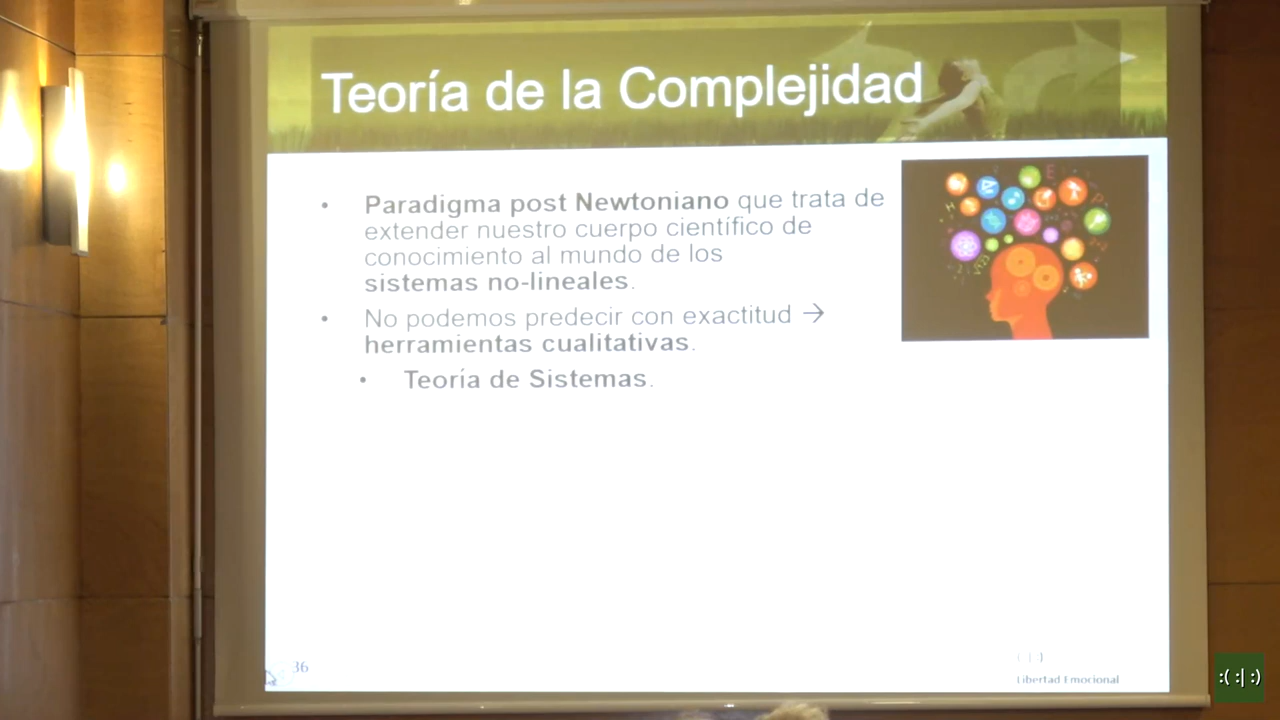 Teoría de la Complejidad
• Paradigma post Newtoniano que trata de
extender nuestro cuerpo científico de
conocimiento al mundo de los
sistemas no-lineales.
• No podemos predecir con exactitud →
herramientas cualitativas.
• Teoría de Sistemas.
36
Libertad Emocional
:( :| :)